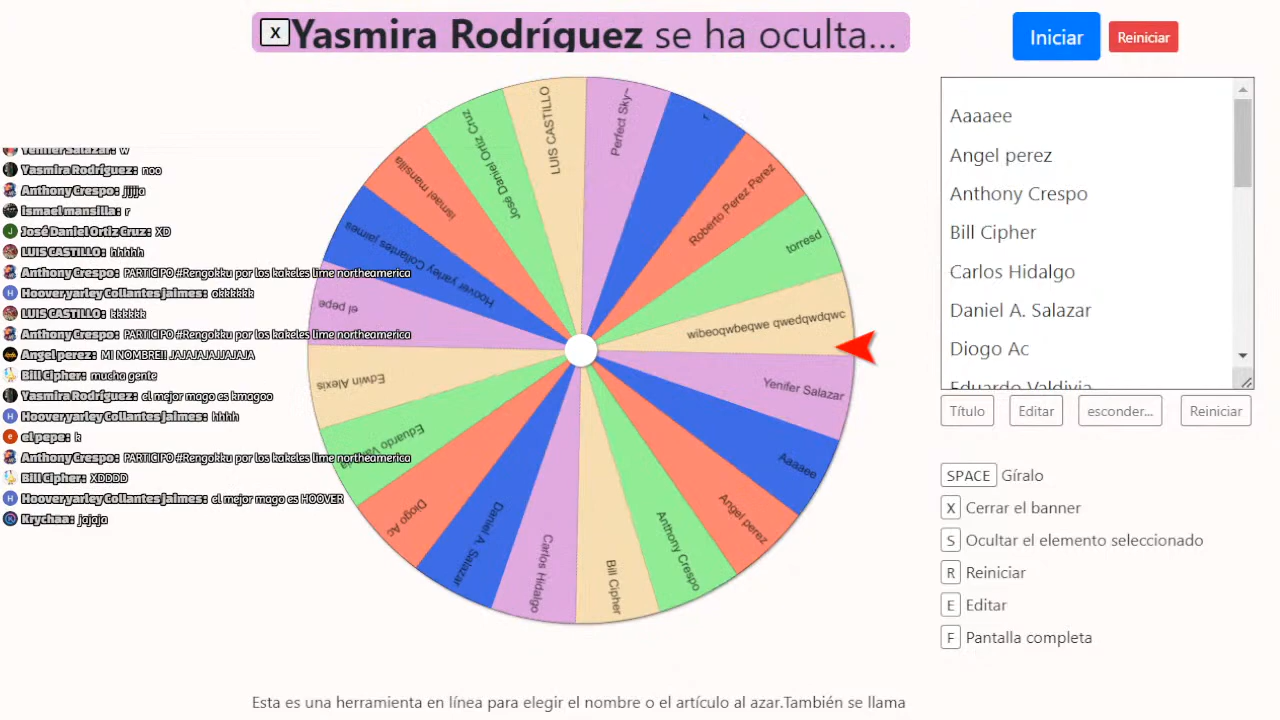 X Yasmira Rodríguez se ha oculta...
Iniciar
Reiniciar
Yenifer Salazar: w
Yasmira Rodríguez: noo
Anthony Crespo: jjjja
ismael mansilla: r
José Daniel Ortiz Cruz: XD
LUIS CASTILLO: hhhhh
Anthony Crespo: PARTICIPO #Rengokku por los kakeles lime northeamerica
Hoover yarley Collantes jaimes: okkkkkk
LUIS CASTILLO: kkkkkk
Anthony Crespo: PARTICIPO #Rengokku por los kakeles lime northeamerica
Angel perez: MI NOMBRE!! JAJAJAJAJJAJAJA
Bill Cipher: mucha gente
Yasmira Rodríguez: el mejor mago es kmagoo
Hoover yarley Collantes jaimes: hhhh
el pepe: k
Anthony Crespo: PARTICIPO #Rengokku por los kakeles lime northeamerica
Bill Cipher: XDDDD
Hoover yarley Collantes jaimes: el mejor mago es HOOVER
Krychaa: jajaja
Perfect Sky~
Roberto Perez Perez
torresd
wibeoqwbeqwe qwedqwdqwc
Yenifer Salazar
Aaaaee
Angel perez
Anthony Crespo
Bill Cipher
Carlos Hidalgo
Daniel A. Salazar
Diogo Ac
Eduardo Valdivia
Edwin Alexis
el pepe
Hoover yarley Collantes jaimes
ismael mansilla
José Daniel Ortiz Cruz
LUIS CASTILLO
Aaaaee
Angel perez
Anthony Crespo
Bill Cipher
Carlos Hidalgo
Daniel A. Salazar
Diogo Ac
Eduardo Valdivia
Título
Editar
esconder...
Reiniciar
SPACE Gíralo
X Cerrar el banner
S Ocultar el elemento seleccionado
R Reiniciar
E Editar
F Pantalla completa
Esta es una herramienta en línea para elegir el nombre o el artículo al azar.También se llama